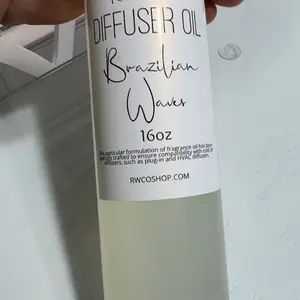 DIFFUSER OIL
Brazilian
Waves
16oz
particular formulation of fragrance oil has been
crafted to ensure compatibility with cold air
diffusers, such as plug-in and HVAC diffusers.
RWCOSHOP.COM